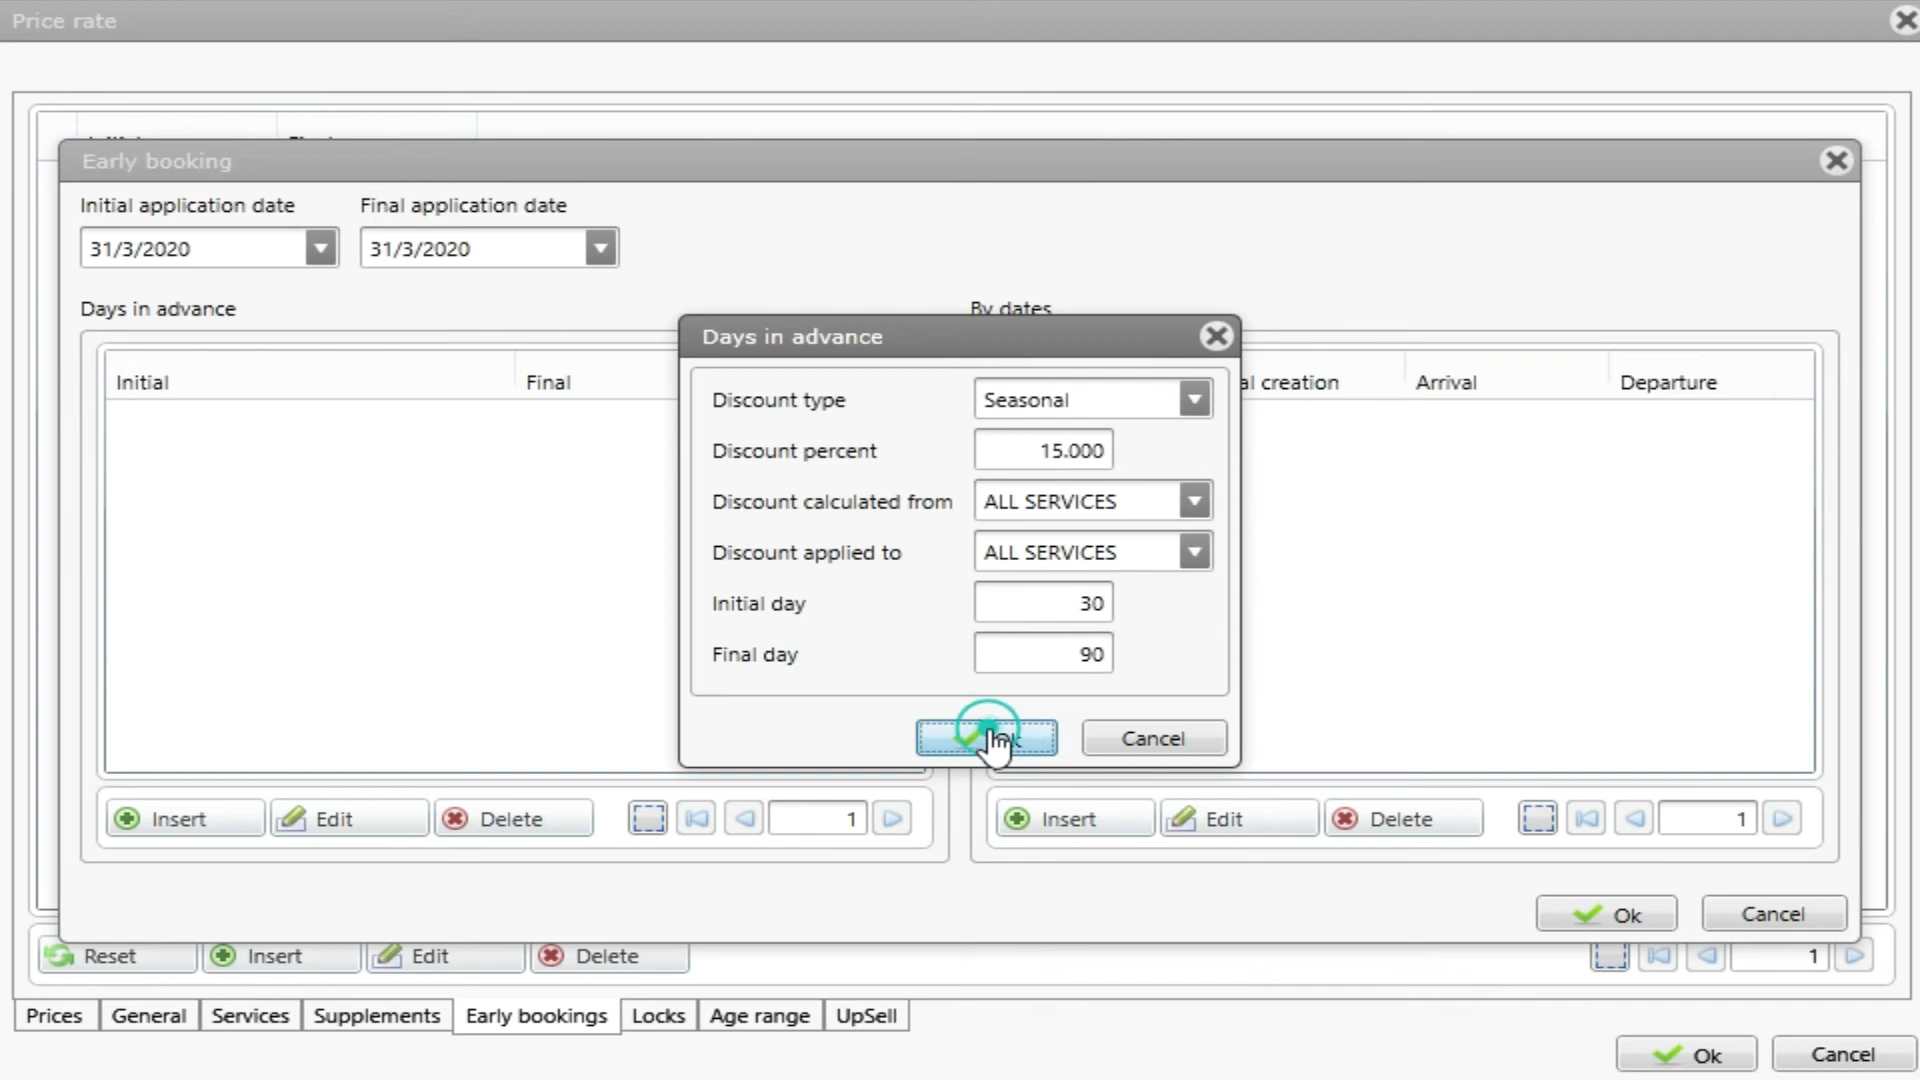 Price rate
Early booking
Initial application date Final application date
31/3/2020 31/3/2020
Days in advance By dates
Days in advance
Initial Final al creation Arrival Departure
Discount type Seasonal
Discount percent 15.000
Discount calculated from ALL SERVICES
Discount applied to ALL SERVICES
Initial day 30
Final day 90
Ok Cancel
Insert Edit Delete 1 Insert Edit Delete 1
Ok Cancel
Reset Insert Edit Delete 1
Prices General Services Supplements Early bookings Locks Age range UpSell
Ok Cancel